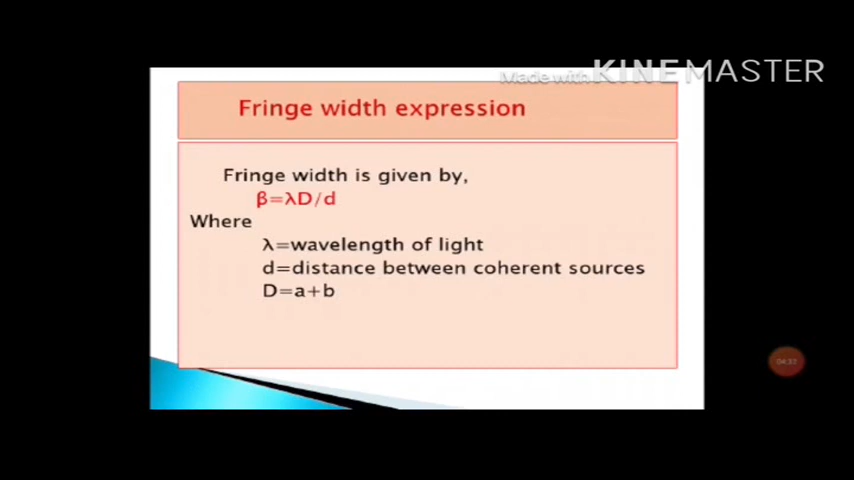 Made with KINEMASTER
Fringe width expression
Fringe width is given by,
β=λD/d
Where
λ=wavelength of light
d=distance between coherent sources
D=a+b